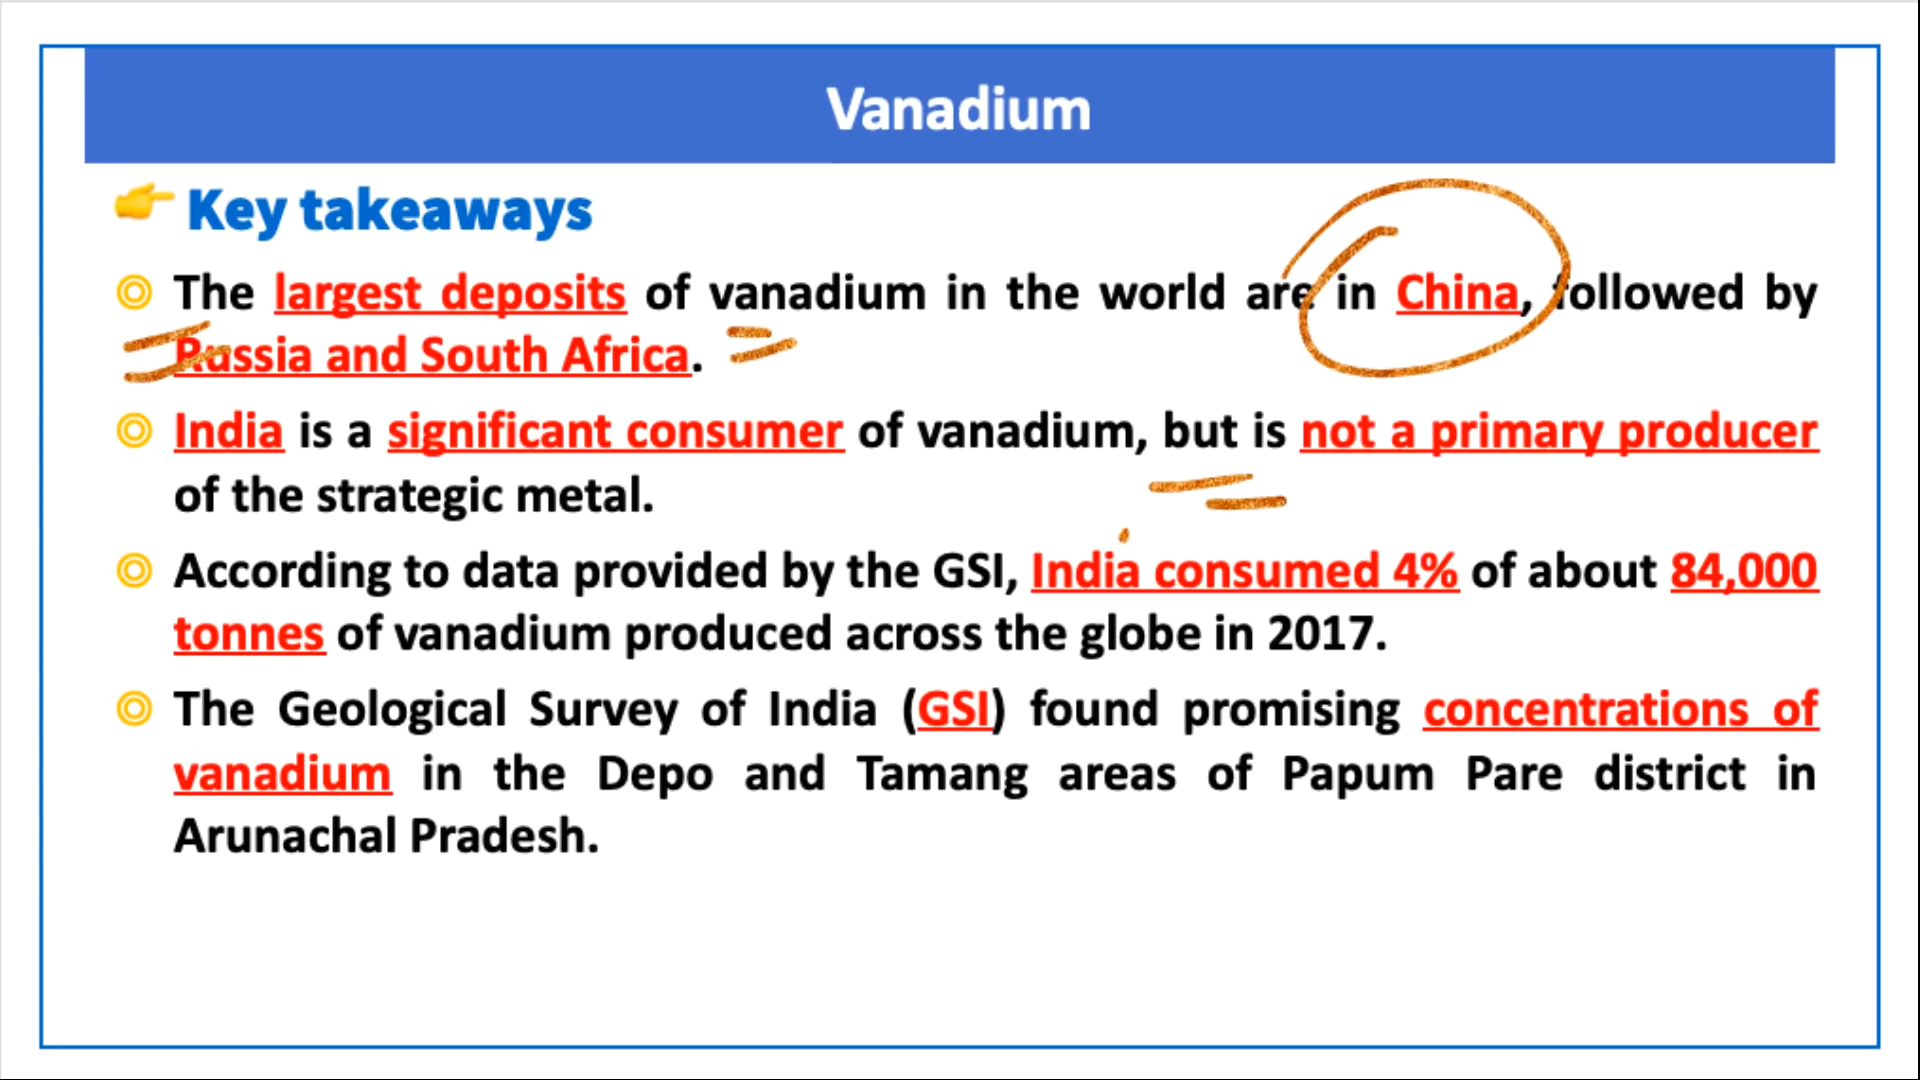 Vanadium
Key takeaways
The largest deposits of vanadium in the world are in China, followed by
Russia and South Africa.
India is a significant consumer of vanadium, but is not a primary producer
of the strategic metal.
According to data provided by the GSI, India consumed 4% of about 84,000
tonnes of vanadium produced across the globe in 2017.
The Geological Survey of India (GSI) found promising concentrations of
vanadium in the Depo and Tamang areas of Papum Pare district in
Arunachal Pradesh.